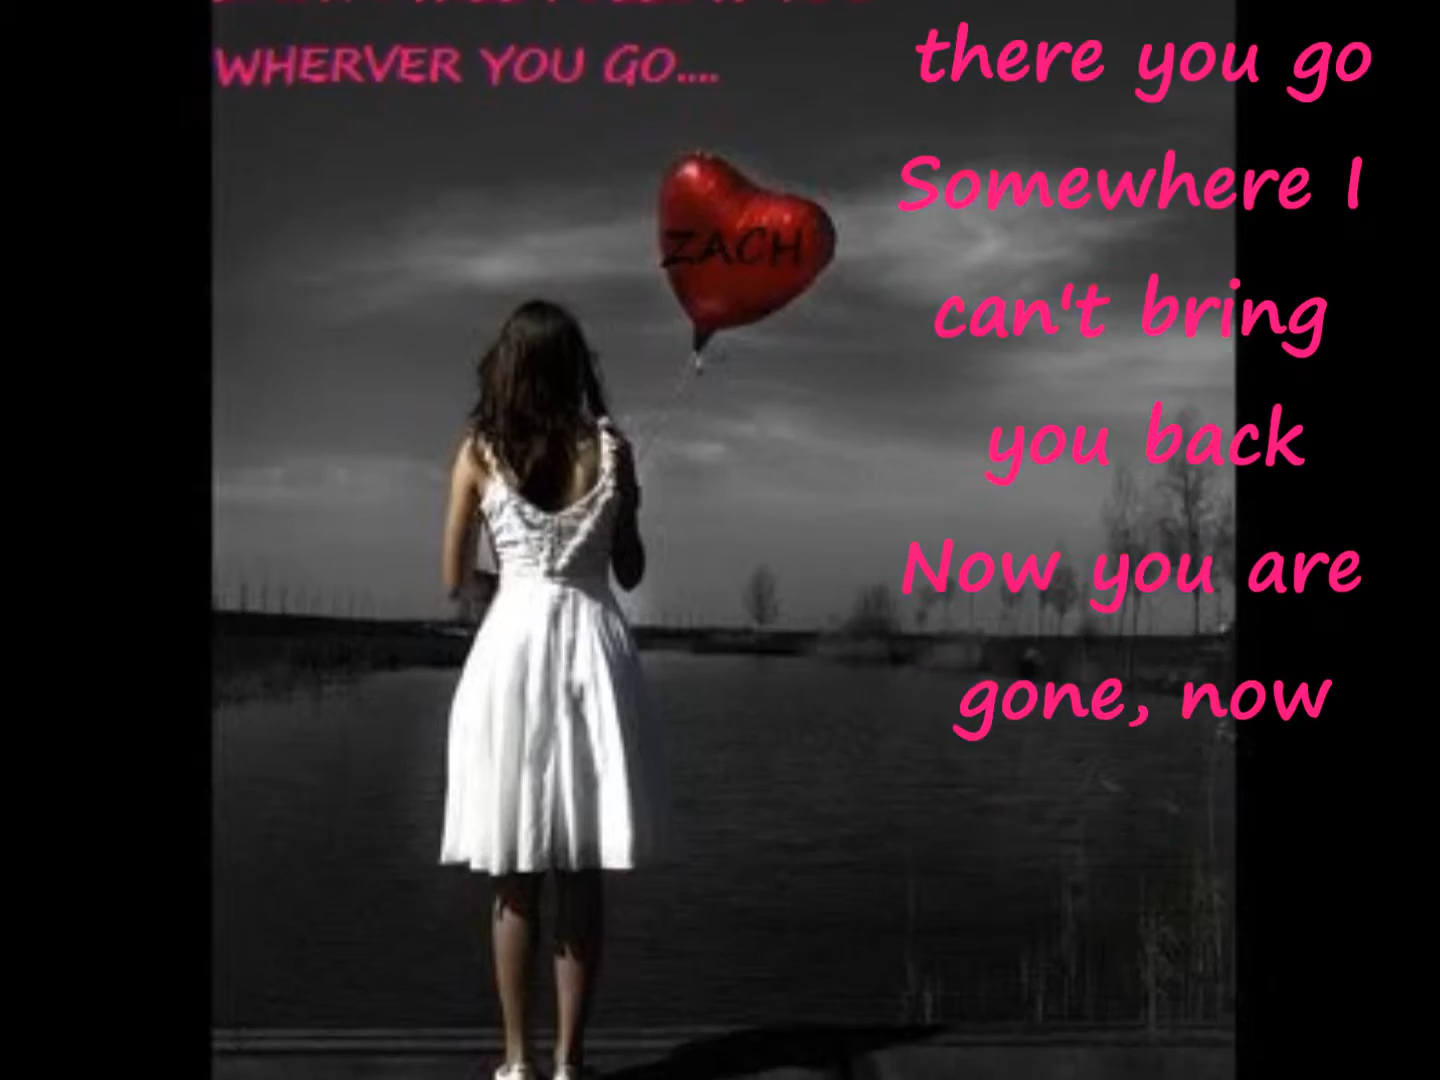 WHERVER YOU GO....
ZACH
there you go
Somewhere I
can't bring
you back
Now you are
gone, now